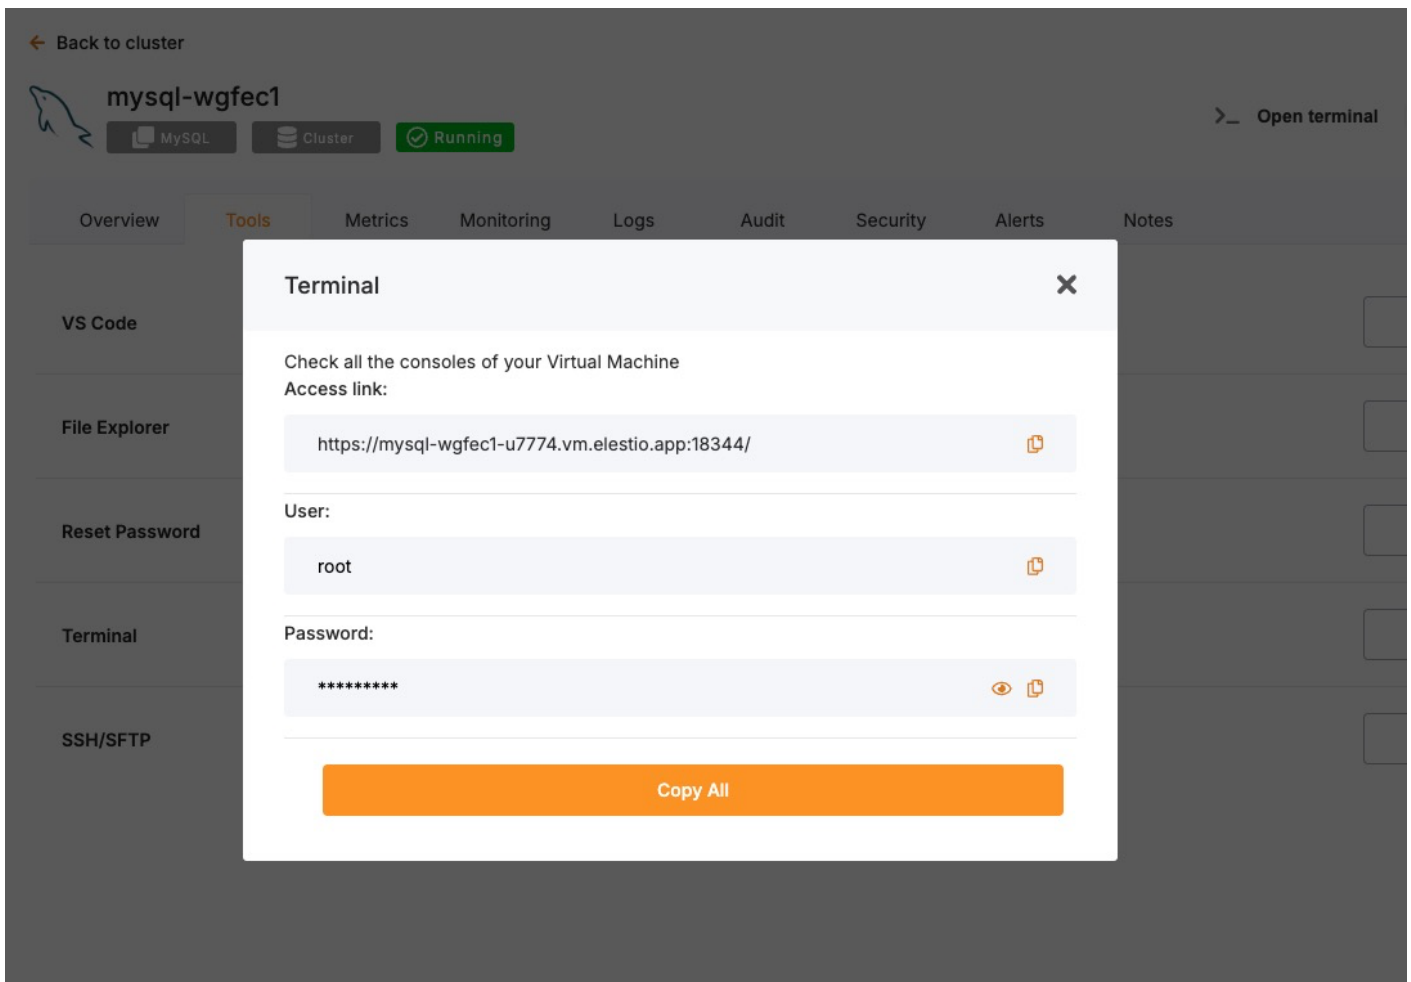 Back to cluster
mysql-wgfec1
MySQL Cluster Running
>_ Open terminal
Overview Tools Metrics Monitoring Logs Audit Security Alerts Notes
Terminal
VS Code
Check all the consoles of your Virtual Machine
Access link:
File Explorer
https://mysql-wgfec1-u7774.vm.elestio.app:18344/
User:
Reset Password
root
Terminal
Password:
*********
SSH/SFTP
Copy All